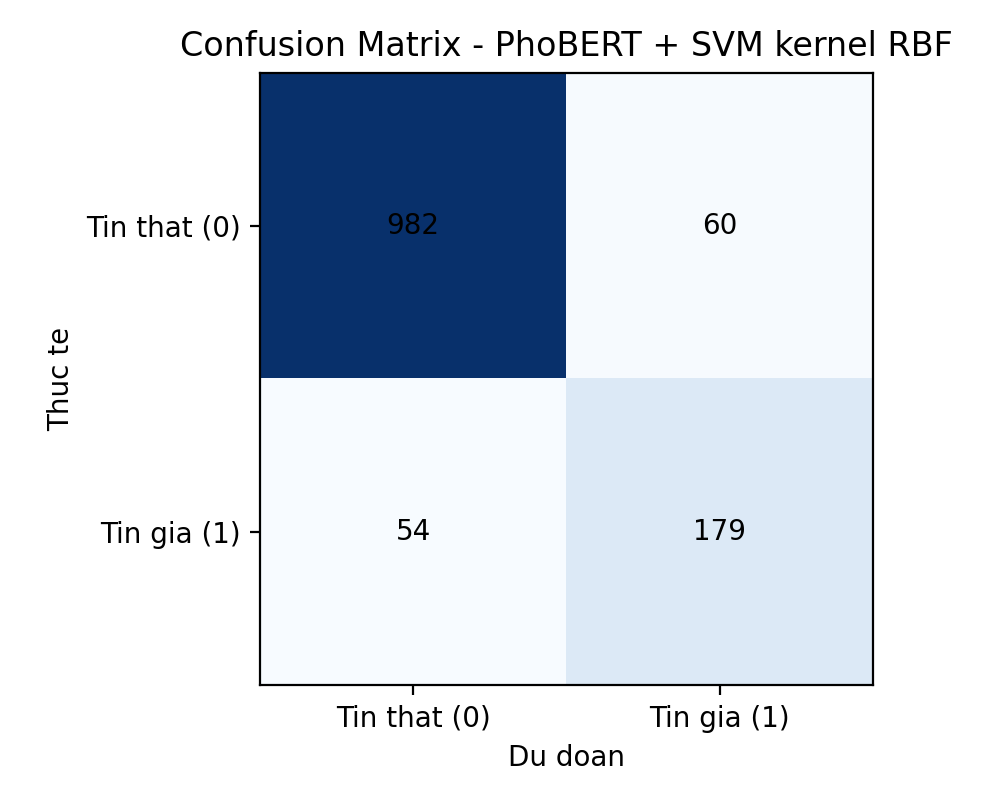 Confusion Matrix - PhoBERT + SVM kernel RBF
Tin that (0)
982
60
Thuc te
Tin gia (1)
54
179
Tin that (0)
Tin gia (1)
Du doan